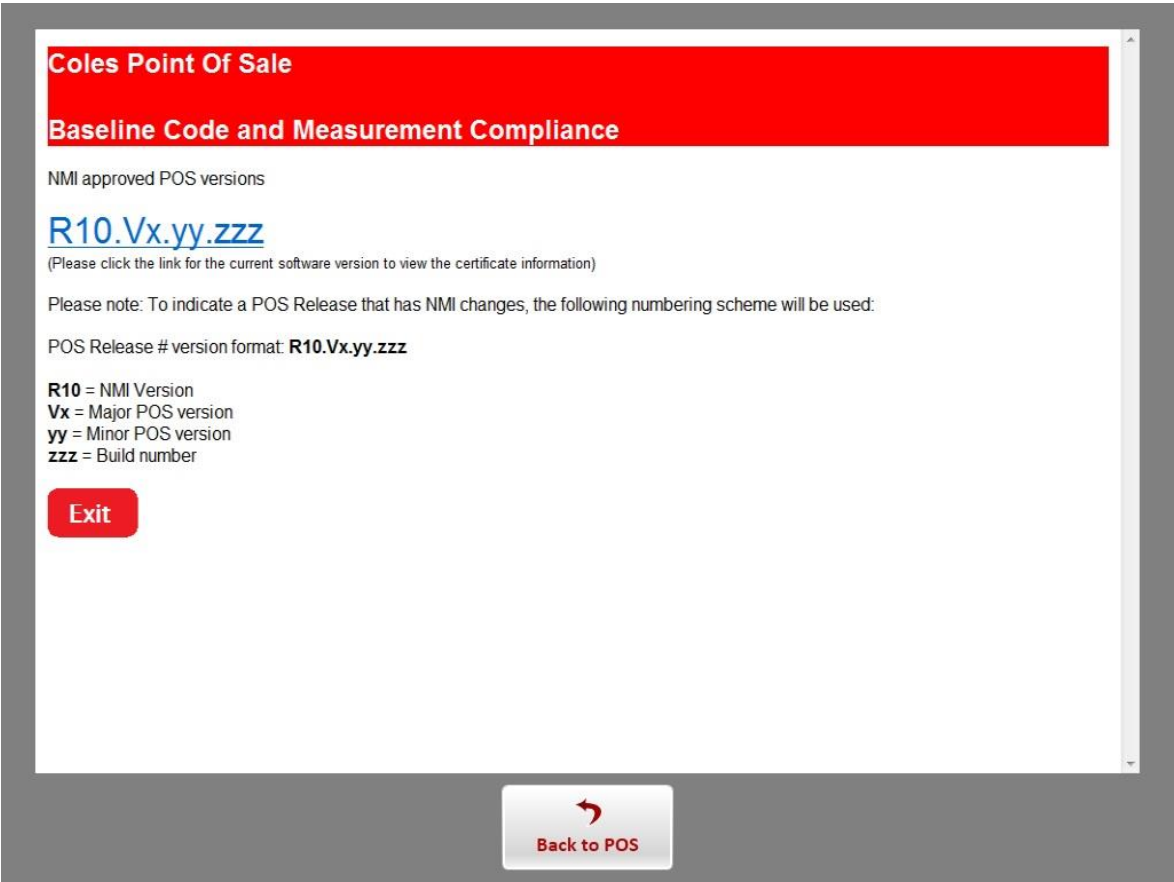 Coles Point Of Sale
Baseline Code and Measurement Compliance
NMI approved POS versions
R10.Vx.yy.zzz
(Please click the link for the current software version to view the certificate information)
Please note: To indicate a POS Release that has NMI changes, the following numbering scheme will be used:
POS Release # version format: R10.Vx.yy.zzz
R10 = NMI Version
Vx = Major POS version
yy = Minor POS version
zzz = Build number
Exit
Back to POS